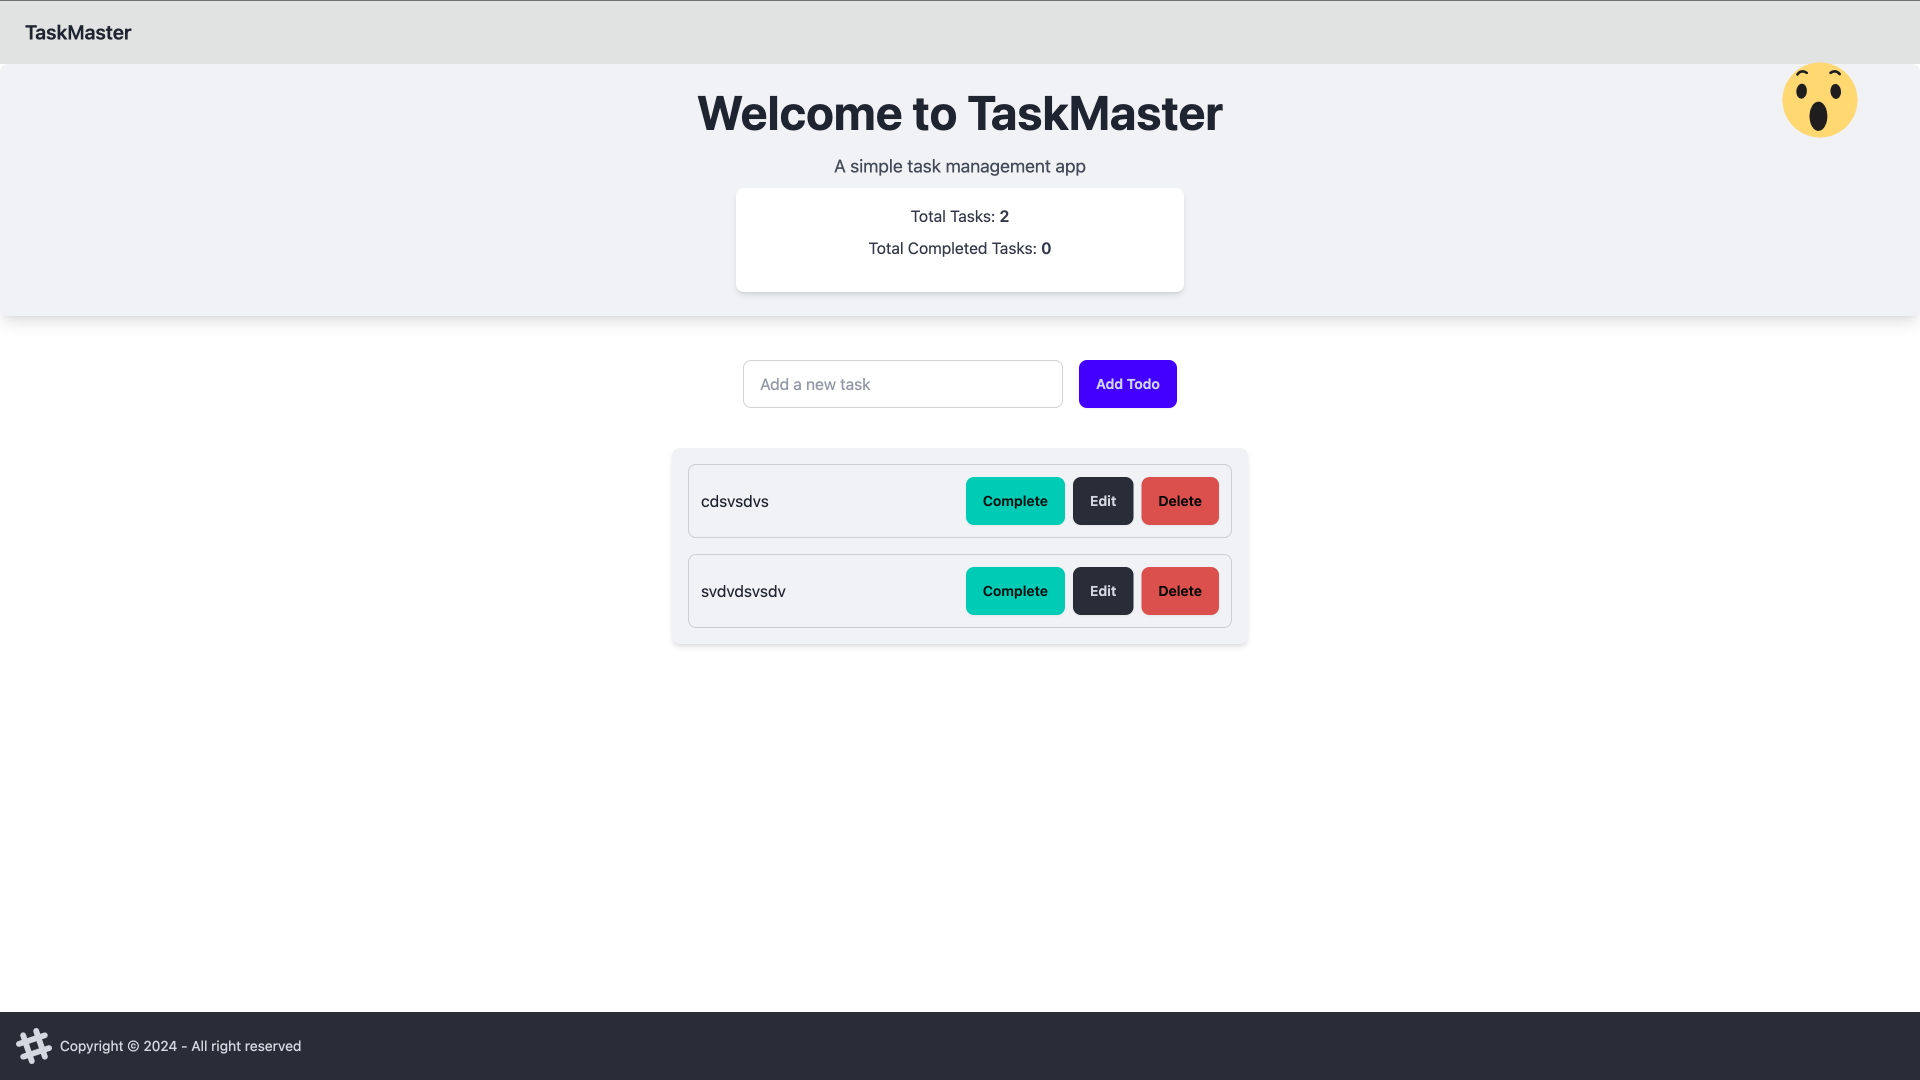 TaskMaster
Welcome to TaskMaster
A simple task management app
Total Tasks: 2
Total Completed Tasks: 0
Add a new task
Add Todo
cdsvsdvs
Complete
Edit
Delete
svdvdsvsdv
Complete
Edit
Delete
Copyright © 2024 - All right reserved